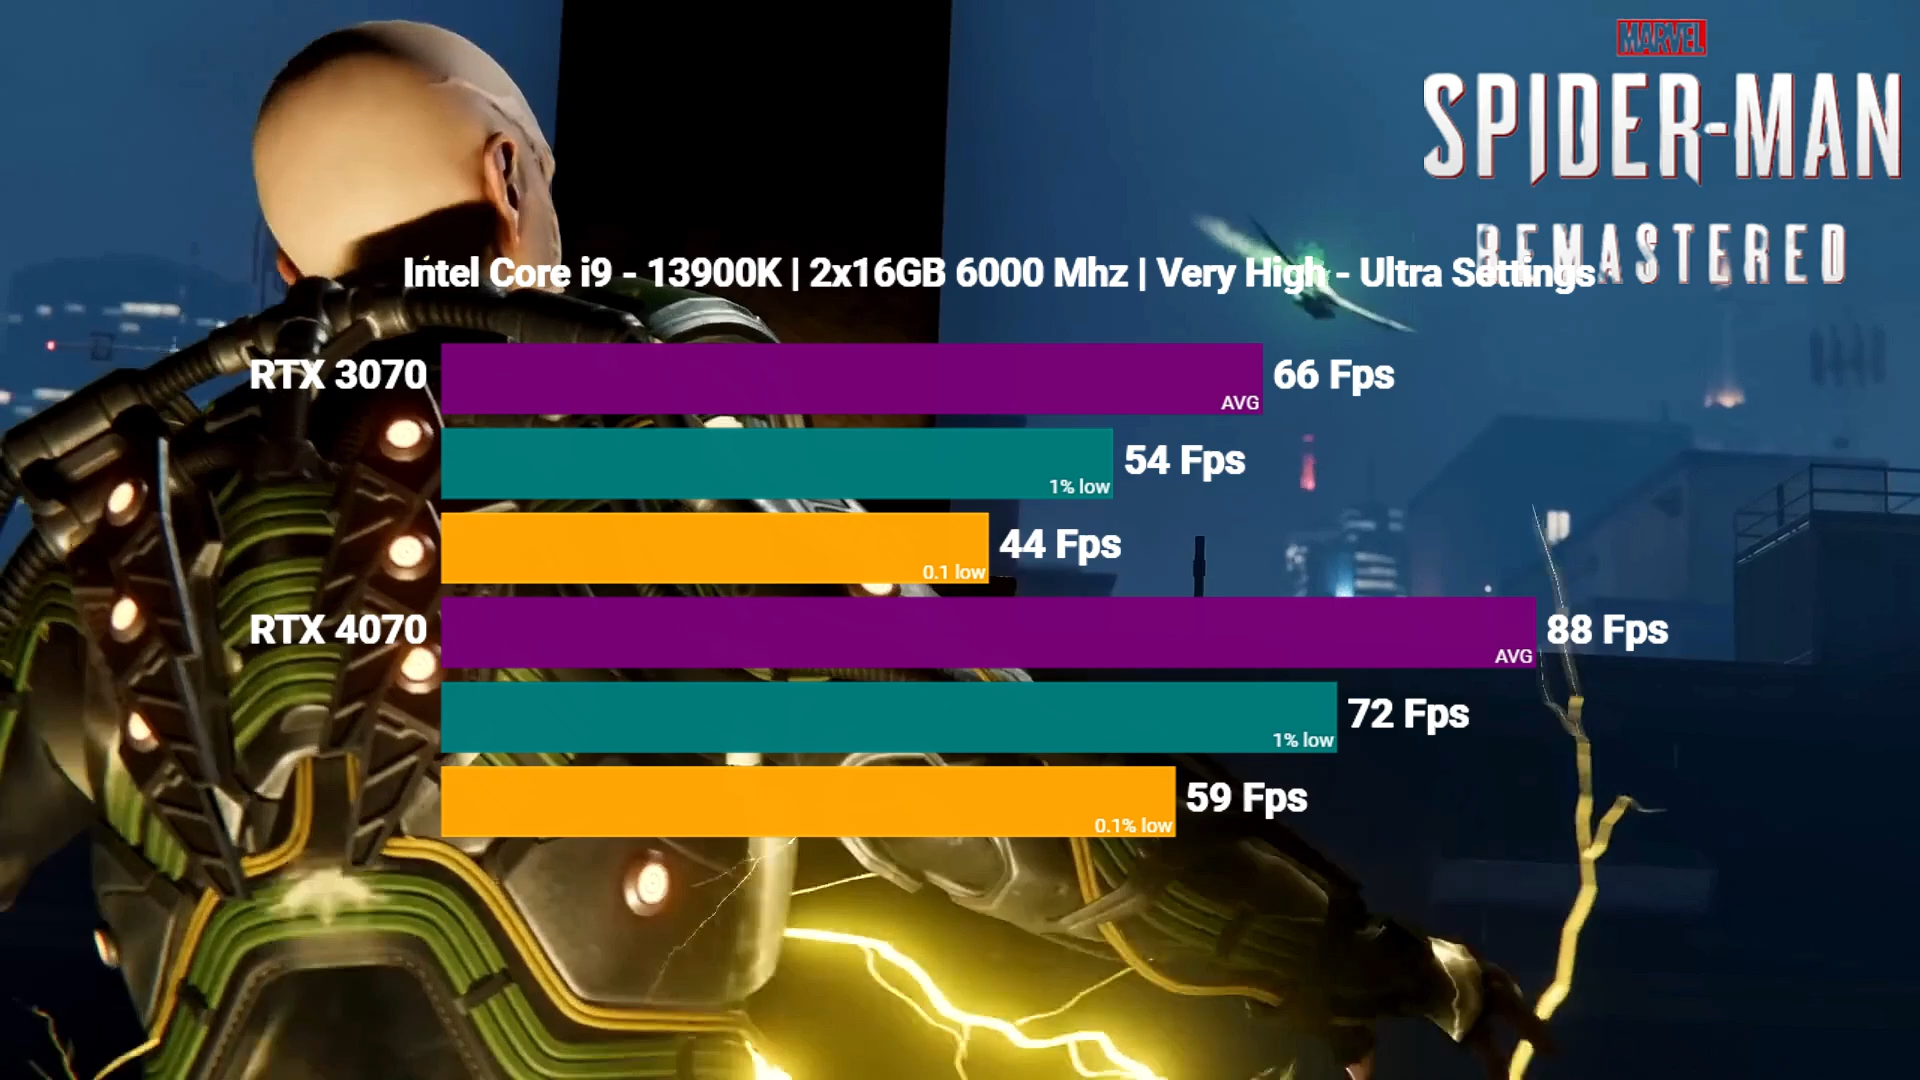 MARVEL
SPIDER-MAN
REMASTERED
Intel Core i9 - 13900K | 2x16GB 6000 Mhz | Very High - Ultra Settings
RTX 3070
66 Fps
AVG
54 Fps
1% low
44 Fps
0.1 low
RTX 4070
88 Fps
AVG
72 Fps
1% low
59 Fps
0.1% low